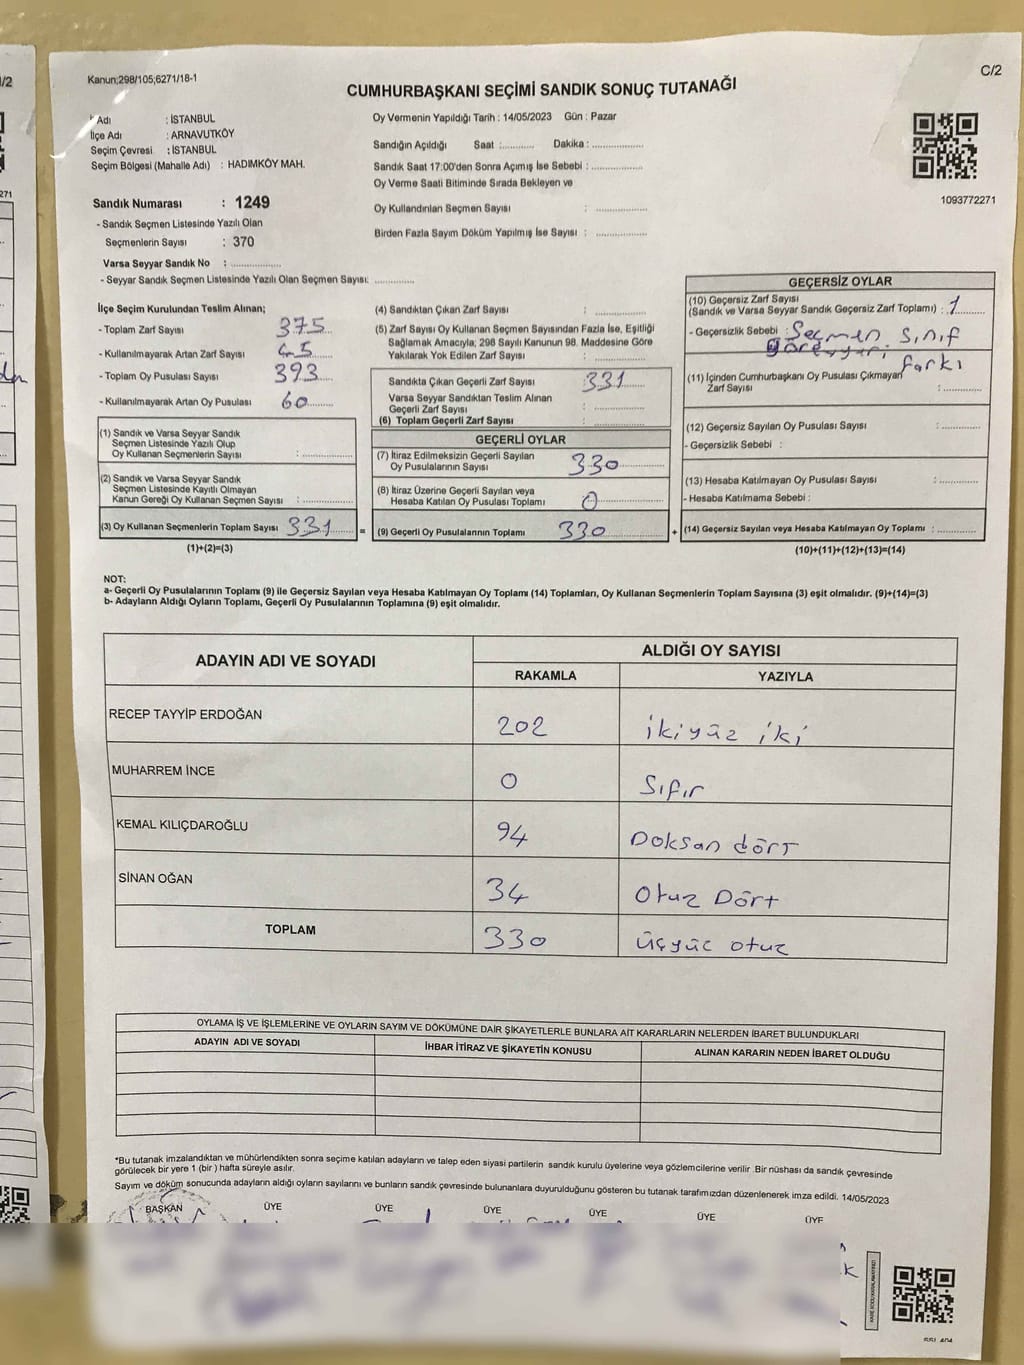 Kanun;298/105,6271/18-1
C/2
CUMHURBAŞKANI SEÇİMİ SANDIK SONUÇ TUTANAĞI
Adı : İSTANBUL
İlçe Adı : ARNAVUTKÖY
Seçim Çevresi : İSTANBUL
Seçim Bölgesi (Mahalle Adı) : HADIMKÖY MAH.
Oy Vermenin Yapıldığı Tarih : 14/05/2023 Gün : Pazar
Sandığın Açıldığı Saat :.......... Dakika : ................
Sandık Saat 17:00'den Sonra Açımış İse Sebebi : ................
Oy Verme Saati Bitiminde Sırada Bekleyen ve
Oy Kullandırılan Seçmen Sayısı : ................
Birden Fazla Sayım Döküm Yapılmış İse Sayısı : ................
1093772271
Sandık Numarası : 1249
- Sandık Seçmen Listesinde Yazılı Olan
Seçmenlerin Sayısı : 370
Varsa Seyyar Sandık No : ................
- Seyyar Sandık Seçmen Listesinde Yazılı Olan Seçmen Sayısı: ............
İlçe Seçim Kurulundan Teslim Alınan;
- Toplam Zarf Sayısı 375
- Kullanılmayarak Artan Zarf Sayısı 45
- Toplam Oy Pusulası Sayısı 393
- Kullanılmayarak Artan Oy Pusulası 60
(1) Sandık ve Varsa Seyyar Sandık
Seçmen Listesinde Yazılı Olup
Oy Kullanan Seçmenlerin Sayısı : ................
(2) Sandık ve Varsa Seyyar Sandık
Seçmen Listesinde Kayıtlı Olmayan
Kanun Gereği Oy Kullanan Seçmen Sayısı : ................
(3) Oy Kullanan Seçmenlerin Toplam Sayısı 331 =
(1)+(2)=(3)
(4) Sandıktan Çıkan Zarf Sayısı : ................
(5) Zarf Sayısı Oy Kullanan Seçmen Sayısından Fazla İse, Eşitliği
Sağlamak Amacıyla, 298 Sayılı Kanunun 98. Maddesine Göre
Yakılarak Yok Edilen Zarf Sayısı : ................
Sandıkta Çıkan Geçerli Zarf Sayısı 331
Varsa Seyyar Sandıktan Teslim Alınan
Geçerli Zarf Sayısı : ................
(6) Toplam Geçerli Zarf Sayısı : ................
GEÇERLİ OYLAR
(7) İtiraz Edilmeksizin Geçerli Sayılan
Oy Pusulalarının Sayısı 330
(8) İtiraz Üzerine Geçerli Sayılan veya
Hesaba Katılan Oy Pusulası Toplamı 0
(9) Geçerli Oy Pusulalarının Toplamı 330 +
GEÇERSİZ OYLAR
(10) Geçersiz Zarf Sayısı
(Sandık ve Varsa Seyyar Sandık Geçersiz Zarf Toplamı) : 1
- Geçersizlik Sebebi : Seçmen sınıf
farkı
(11) İçinden Cumhurbaşkanı Oy Pusulası Çıkmayan
Zarf Sayısı : ................
(12) Geçersiz Sayılan Oy Pusulası Sayısı : ................
- Geçersizlik Sebebi :
(13) Hesaba Katılmayan Oy Pusulası Sayısı : ................
- Hesaba Katılmama Sebebi :
(14) Geçersiz Sayılan veya Hesaba Katılmayan Oy Toplamı : ................
(10)+(11)+(12)+(13)=(14)
NOT:
a- Geçerli Oy Pusulalarının Toplamı (9) ile Geçersiz Sayılan veya Hesaba Katılmayan Oy Toplamı (14) Toplamları, Oy Kullanan Seçmenlerin Toplam Sayısına (3) eşit olmalıdır. (9)+(14)=(3)
b- Adayların Aldığı Oyların Toplamı, Geçerli Oy Pusulalarının Toplamına (9) eşit olmalıdır.
ADAYIN ADI VE SOYADI ALDIĞI OY SAYISI
RAKAMLA YAZIYLA
RECEP TAYYİP ERDOĞAN 202 ikiyüz iki
MUHARREM İNCE 0 Sıfır
KEMAL KILIÇDAROĞLU 94 Doksan dört
SİNAN OĞAN 34 Otuz Dört
TOPLAM 330 üçyüc otuz
OYLAMA İŞ VE İŞLEMLERİNE VE OYLARIN SAYIM VE DÖKÜMÜNE DAİR ŞİKAYETLERLE BUNLARA AİT KARARLARIN NELERDEN İBARET BULUNDUKLARI
ADAYIN ADI VE SOYADI İHBAR İTİRAZ VE ŞİKAYETİN KONUSU ALINAN KARARIN NEDEN İBARET OLDUĞU
*Bu tutanak imzalandıktan ve mühürlendikten sonra seçime katılan adayların ve talep eden siyasi partilerin sandık kurulu üyelerine veya gözlemcilerine verilir .Bir nüshası da sandık çevresinde
görülecek bir yere 1 (bir ) hafta süreyle asılır.
Sayım ve döküm sonucunda adayların aldığı oyların sayılarını ve bunların sandık çevresinde bulunanlara duyurulduğunu gösteren bu tutanak tarafımızdan düzenlenerek imza edildi. 14/05/2023
BAŞKAN ÜYE ÜYE ÜYE ÜYE ÜYE ÜYE